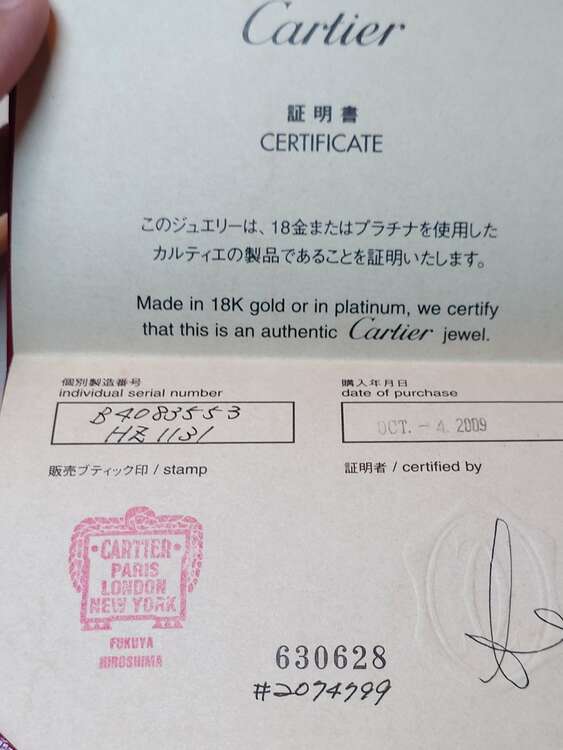 Cartier
証明書
CERTIFICATE
このジュエリーは、18金またはプラチナを使用した
カルティエの製品であることを証明いたします。
Made in 18K gold or in platinum, we certify
that this is an authentic Cartier jewel.
個別製造番号
individual serial number
B4083553
HZ1131
購入年月日
date of purchase
OCT. - 4. 2009
販売ブティック印 / stamp
証明者 / certified by
CARTIER
PARIS
LONDON
NEW YORK
FUKUYA
HIROSHIMA
630628
#2074799